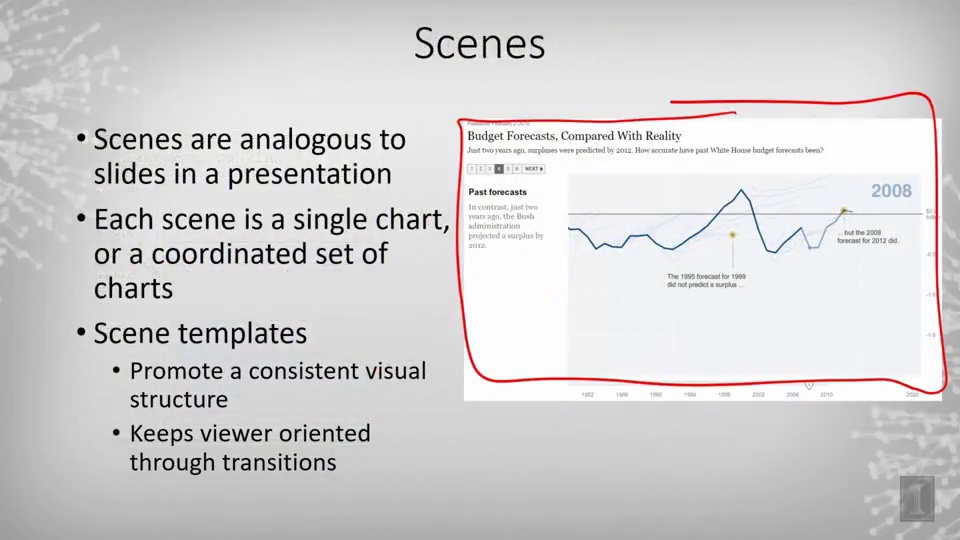 Scenes
• Scenes are analogous to
slides in a presentation
• Each scene is a single chart,
or a coordinated set of
charts
• Scene templates
• Promote a consistent visual
structure
• Keeps viewer oriented
through transitions
Budget Forecasts, Compared With Reality
Just two years ago, surpluses were predicted by 2012. How accurate have past White House budget forecasts been?
1 2 3 4 5 6 NEXT
Past forecasts
In contrast, just two
years ago, the Bush
administration
projected a surplus by
2012.
2008
... but the 2008
forecast for 2012 did.
The 1995 forecast for 1999
did not predict a surplus ...
1982 1986 1990 1994 1998 2002 2006 2010 2020
I